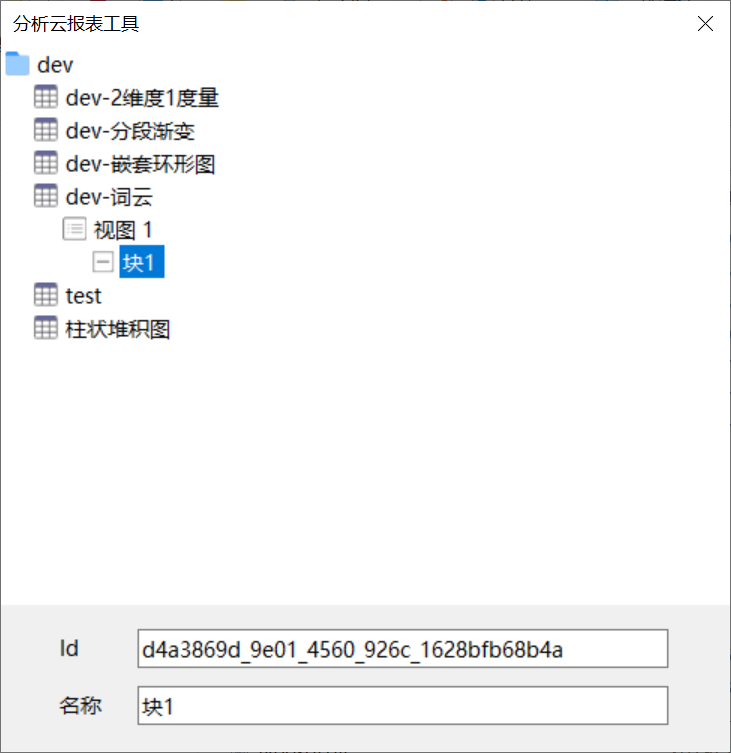 分析云报表工具
dev
dev-2维度1度量
dev-分段渐变
dev-嵌套环形图
dev-词云
视图 1
块1
test
柱状堆积图
Id d4a3869d_9e01_4560_926c_1628bfb68b4a
名称 块1